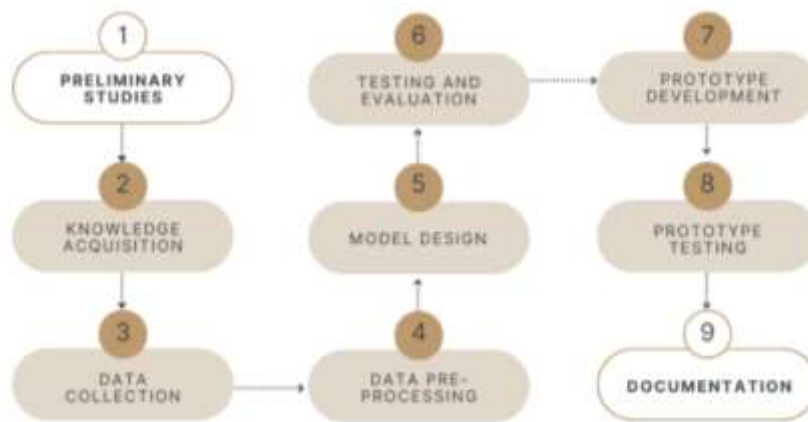 1
PRELIMINARY
STUDIES
2
KNOWLEDGE
ACQUISITION
3
DATA
COLLECTION
4
DATA PRE-
PROCESSING
5
MODEL DESIGN
6
TESTING AND
EVALUATION
7
PROTOTYPE
DEVELOPMENT
8
PROTOTYPE
TESTING
9
DOCUMENTATION